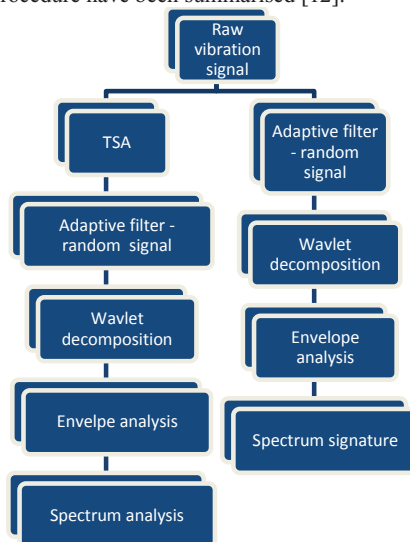 rocedure have been summarised [12].
Raw
vibration
signal
TSA
Adaptive filter -
random signal
Wavlet
decomposition
Envelpe analysis
Spectrum analysis
Adaptive filter
- random
signal
Wavlet
decomposition
Envelope
analysis
Spectrum signature